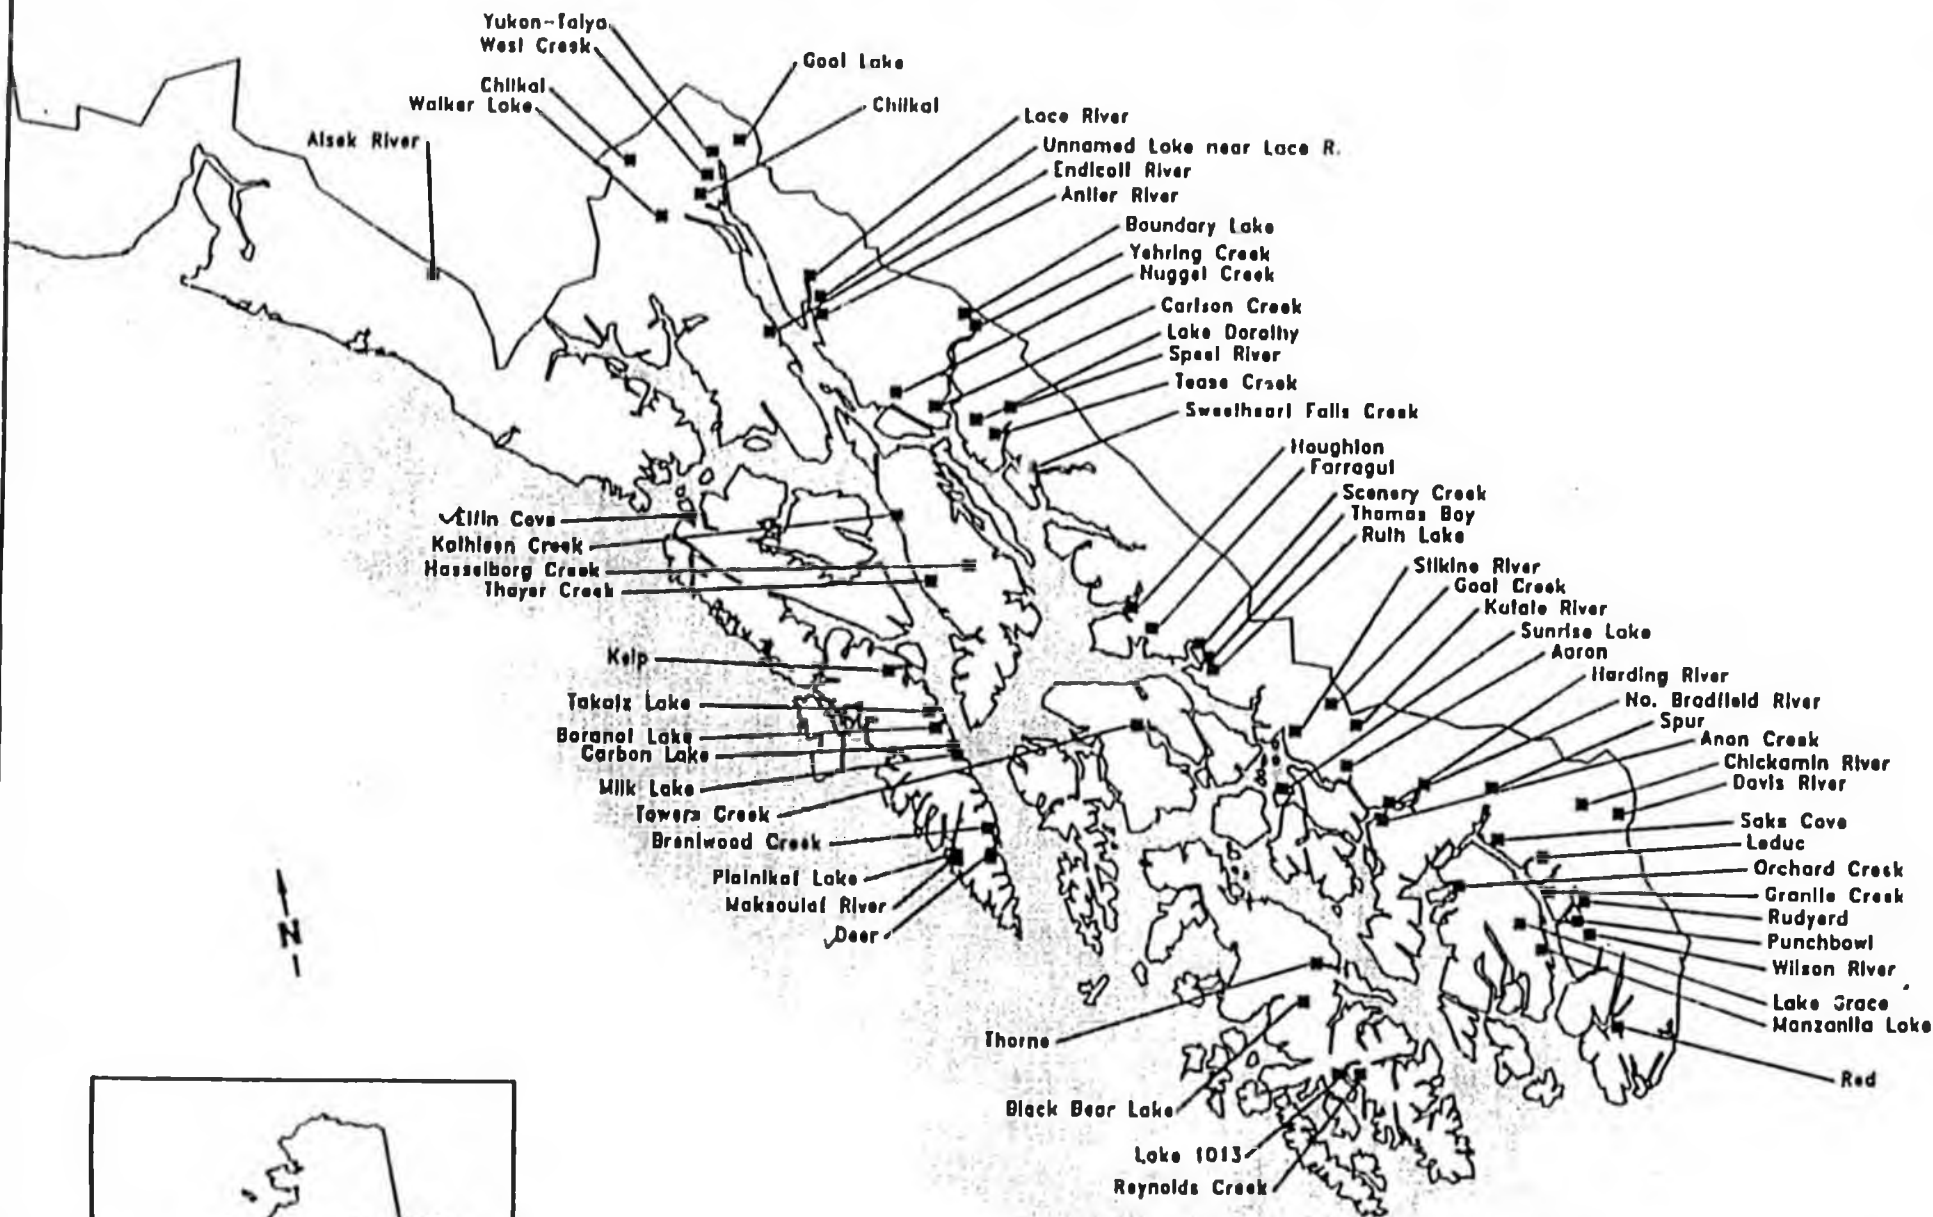 Yukon-Taiya
West Creek
Goat Lake
Chilkat
Walker Lake
Chilkat
Alsek River
Lace River
Unnamed Lake near Lace R.
Endicott River
Antler River
Boundary Lake
Yehring Creek
Nugget Creek
Carlson Creek
Lake Dorothy
Speel River
Tease Creek
Sweetheart Falls Creek
Houghton
Farragut
Scenery Creek
Thomas Bay
Ruth Lake
Elfin Cove
Kathleen Creek
Hasselborg Creek
Thayer Creek
Stikine River
Goat Creek
Kutate River
Sunrise Lake
Aaron
Harding River
No. Bradfield River
Spur
Anan Creek
Chickamin River
Davis River
Kelp
Takatz Lake
Baranof Lake
Carbon Lake
Milk Lake
Towers Creek
Brentwood Creek
Plotnikof Lake
Maksoutof River
Deer
Saks Cove
Leduc
Orchard Creek
Granite Creek
Rudyerd
Punchbowl
Wilson River
Lake Grace
Manzanita Lake
Red
N
Thorne
Black Bear Lake
Lake 1013
Reynolds Creek